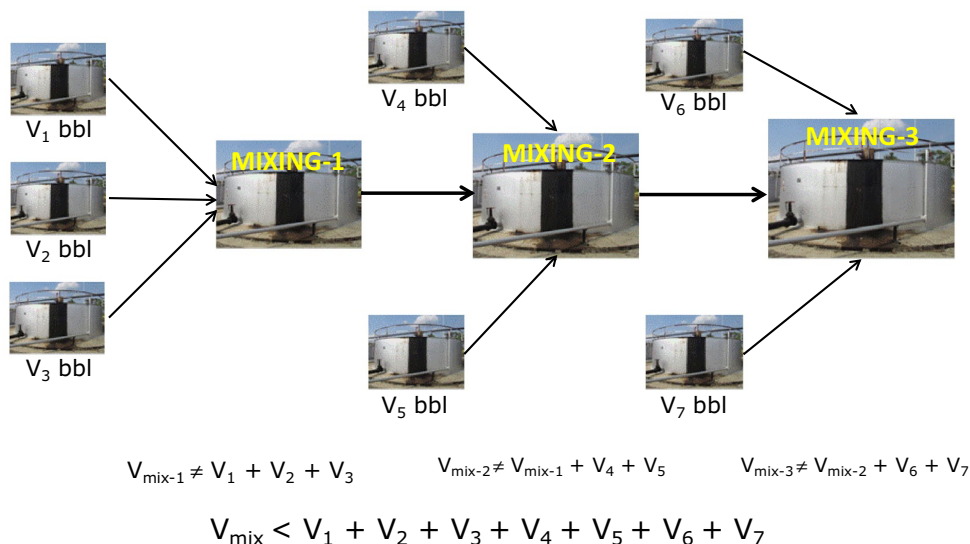 V₁ bbl
V₂ bbl
V₃ bbl
MIXING-1
V₄ bbl
MIXING-2
V₅ bbl
V₆ bbl
MIXING-3
V₇ bbl
Vₘᵢₓ₋₁ ≠ V₁ + V₂ + V₃
Vₘᵢₓ₋₂ ≠ Vₘᵢₓ₋₁ + V₄ + V₅
Vₘᵢₓ₋₃ ≠ Vₘᵢₓ₋₂ + V₆ + V₇
Vₘᵢₓ < V₁ + V₂ + V₃ + V₄ + V₅ + V₆ + V₇